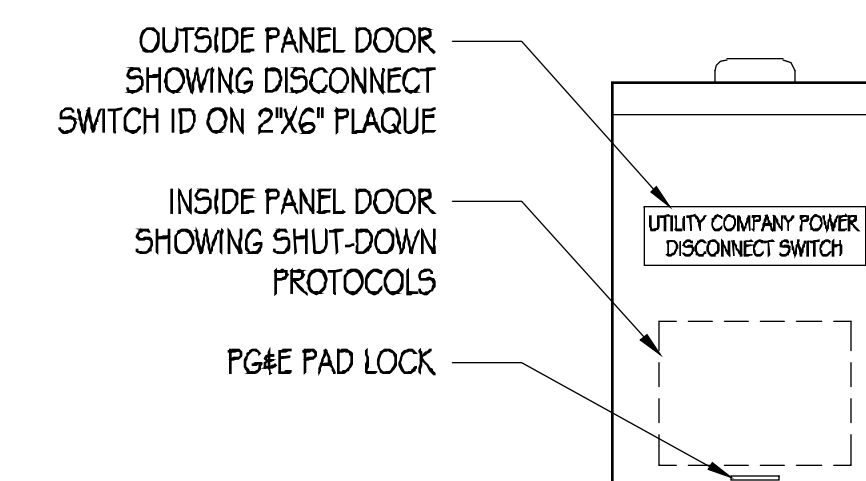 OUTSIDE PANEL DOOR
SHOWING DISCONNECT
SWITCH ID ON 2"X6" PLAQUE
INSIDE PANEL DOOR
SHOWING SHUT-DOWN
PROTOCOLS
PG&E PAD LOCK
UTILITY COMPANY POWER
DISCONNECT SWITCH